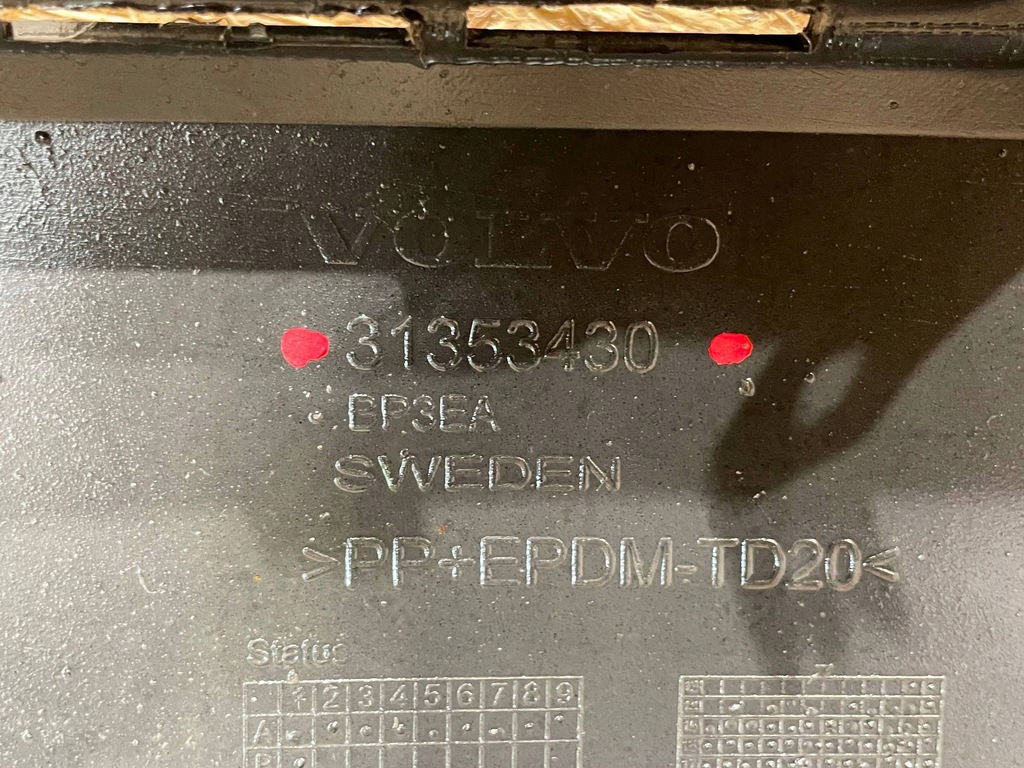 VOLVO
31353430
BP3EA
SWEDEN
>PP+EPDM-TD20<
Status
1 2 3 4 5 6 7 8 9
A